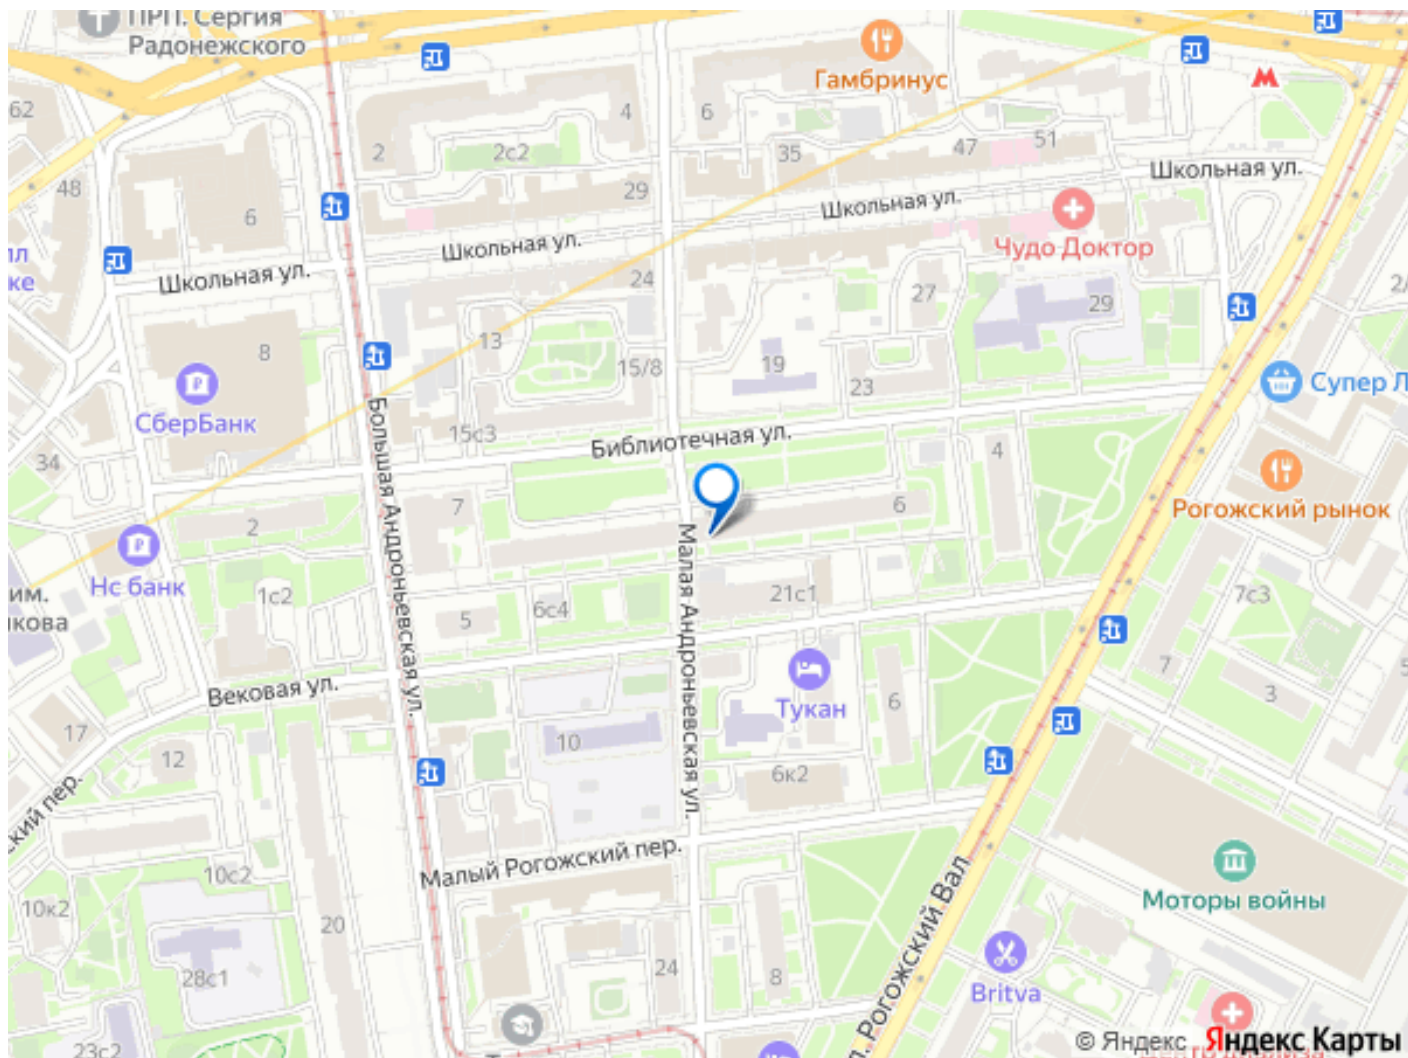 ПРП. Сергия
Радонежского
Гамбринус
62
4
6
2
2с2
35
47
51
48
29
Школьная ул.
Школьная ул.
6
Чудо Доктор
Школьная ул.
Школьная ул.
24
27
29
2/
13
8
15/8
19
23
СберБанк
Супер Л
15с3
Библиотечная ул.
4
34
Большая Андроньевская ул.
7
6
Рогожский рынок
2
Малая Андроньевская ул.
Нс банк
1с2
6с4
21с1
7с3
им.
5
7
3
Вековая ул.
Тукан
6
17
10
12
6к2
Малый Рогожский пер.
10с2
Моторы войны
10к2
20
28с1
24
8
Рогожский Вал
Britva
23с2
© Яндекс Яндекс Карты